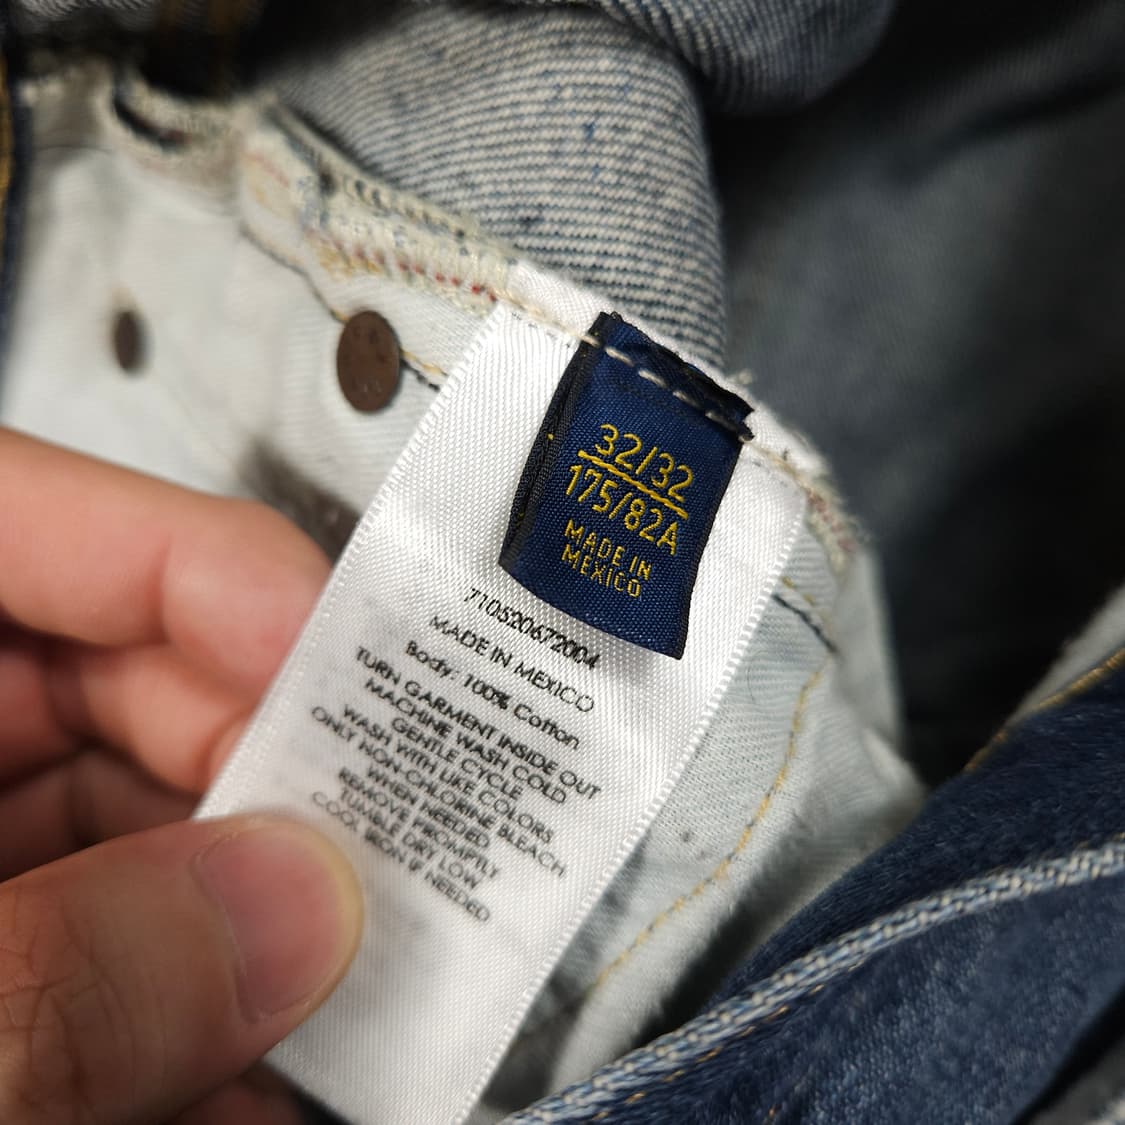 32/32
175/82A
MADE IN
MEXICO
710520672004
MADE IN MEXICO
Body: 100% Cotton
TURN GARMENT INSIDE OUT
MACHINE WASH COLD
GENTLE CYCLE
WASH WITH LIKE COLORS
ONLY NON-CHLORINE BLEACH
WHEN NEEDED
REMOVE PROMPTLY
TUMBLE DRY LOW
COOL IRON IF NEEDED